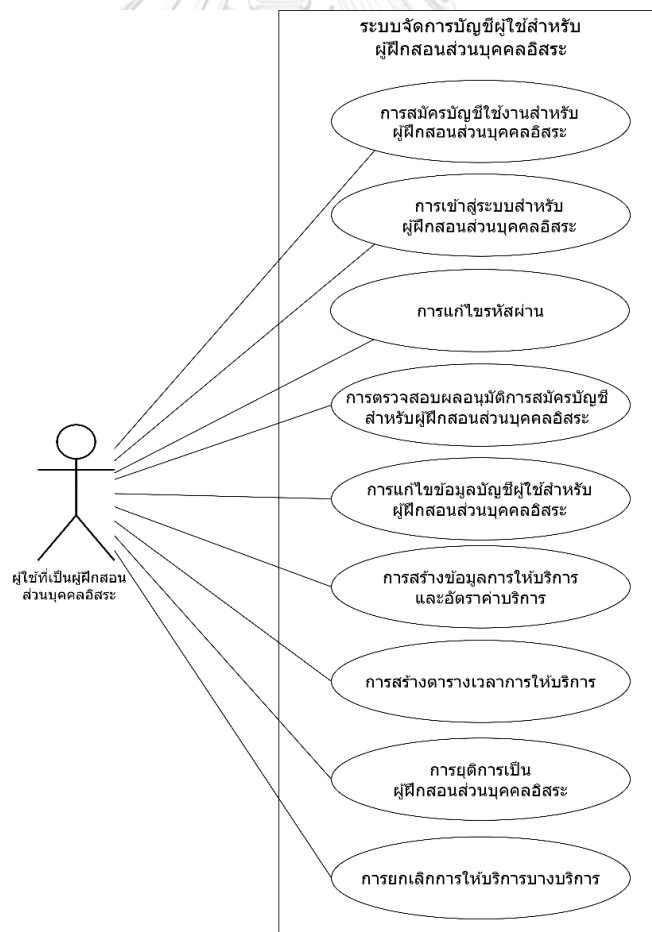 ระบบจัดการบัญชีผู้ใช้สำหรับ
ผู้ฝึกสอนส่วนบุคคลอิสระ
การสมัครบัญชีใช้งานสำหรับ
ผู้ฝึกสอนส่วนบุคคลอิสระ
การเข้าสู่ระบบสำหรับ
ผู้ฝึกสอนส่วนบุคคลอิสระ
การแก้ไขรหัสผ่าน
การตรวจสอบผลอนุมัติการสมัครบัญชี
สำหรับผู้ฝึกสอนส่วนบุคคลอิสระ
การแก้ไขข้อมูลบัญชีผู้ใช้สำหรับ
ผู้ฝึกสอนส่วนบุคคลอิสระ
ผู้ใช้ที่เป็นผู้ฝึกสอน
ส่วนบุคคลอิสระ
การสร้างข้อมูลการให้บริการ
และอัตราค่าบริการ
การสร้างตารางเวลาการให้บริการ
การยุติการเป็น
ผู้ฝึกสอนส่วนบุคคลอิสระ
การยกเลิกการให้บริการบางบริการ